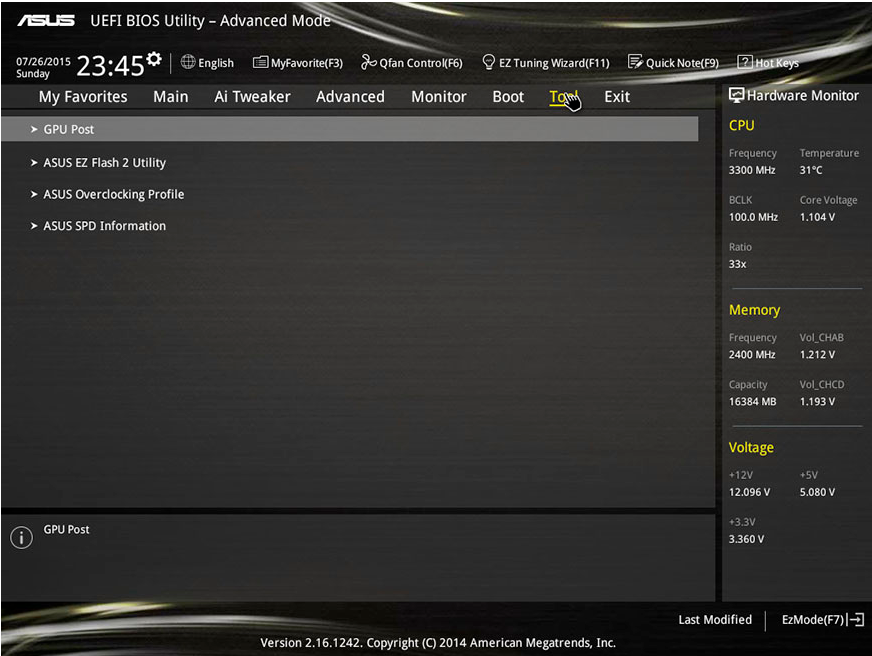 ASUS UEFI BIOS Utility – Advanced Mode
07/26/2015
Sunday
23:45
English MyFavorite(F3) Qfan Control(F6) EZ Tuning Wizard(F11) Quick Note(F9) ? Hot Keys
My Favorites Main Ai Tweaker Advanced Monitor Boot Tool Exit
GPU Post
ASUS EZ Flash 2 Utility
ASUS Overclocking Profile
ASUS SPD Information
GPU Post
Hardware Monitor
CPU
Frequency Temperature
3300 MHz 31°C
BCLK Core Voltage
100.0 MHz 1.104 V
Ratio
33x
Memory
Frequency Vol_CHAB
2400 MHz 1.212 V
Capacity Vol_CHCD
16384 MB 1.193 V
Voltage
+12V +5V
12.096 V 5.080 V
+3.3V
3.360 V
Last Modified EzMode(F7)
Version 2.16.1242. Copyright (C) 2014 American Megatrends, Inc.